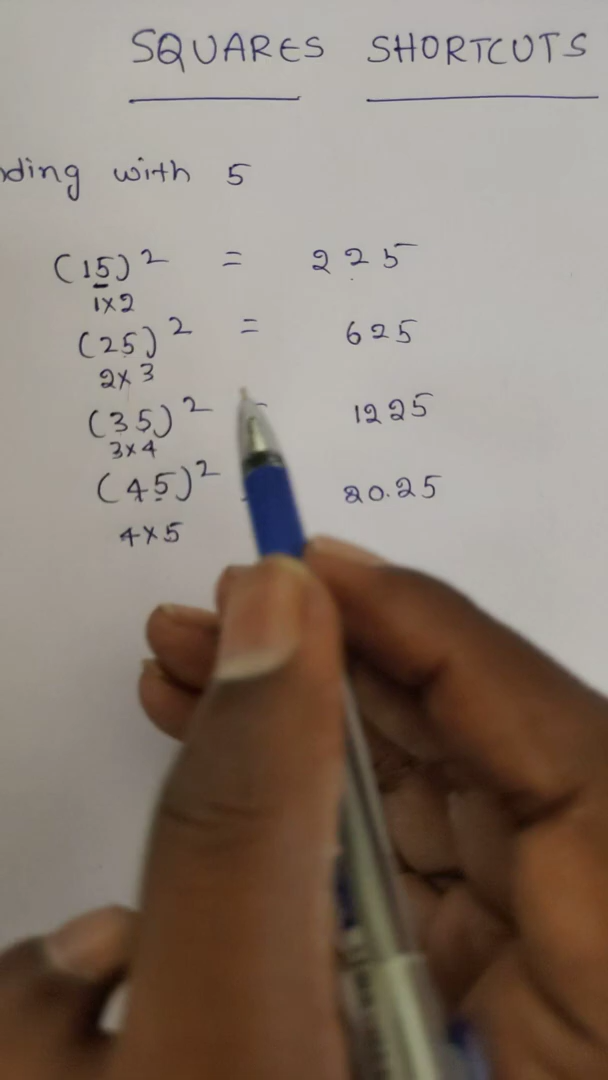 SQUARES SHORTCUTS
ding with 5
(15)² = 225
1x2
(25)² = 625
2x3
(35)² = 1225
3x4
(45)² 20.25
4x5